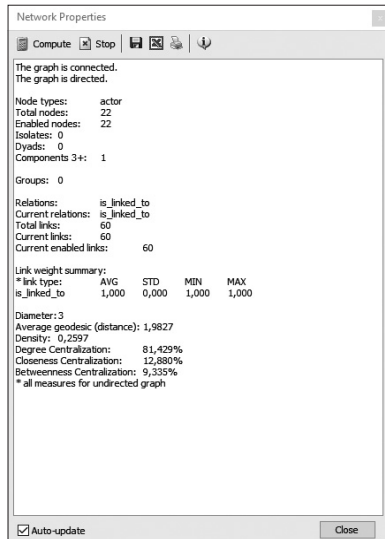 Network Properties
Compute Stop
The graph is connected.
The graph is directed.
Node types: actor
Total nodes: 22
Enabled nodes: 22
Isolates: 0
Dyads: 0
Components 3+: 1
Groups: 0
Relations: is_linked_to
Current relations: is_linked_to
Total links: 60
Current links: 60
Current enabled links: 60
Link weight summary:
* link type: AVG STD MIN MAX
is_linked_to 1,000 0,000 1,000 1,000
Diameter: 3
Average geodesic (distance): 1,9827
Density: 0,2597
Degree Centralization: 81,429%
Closeness Centralization: 12,880%
Betweenness Centralization: 9,335%
* all measures for undirected graph
Auto-update Close